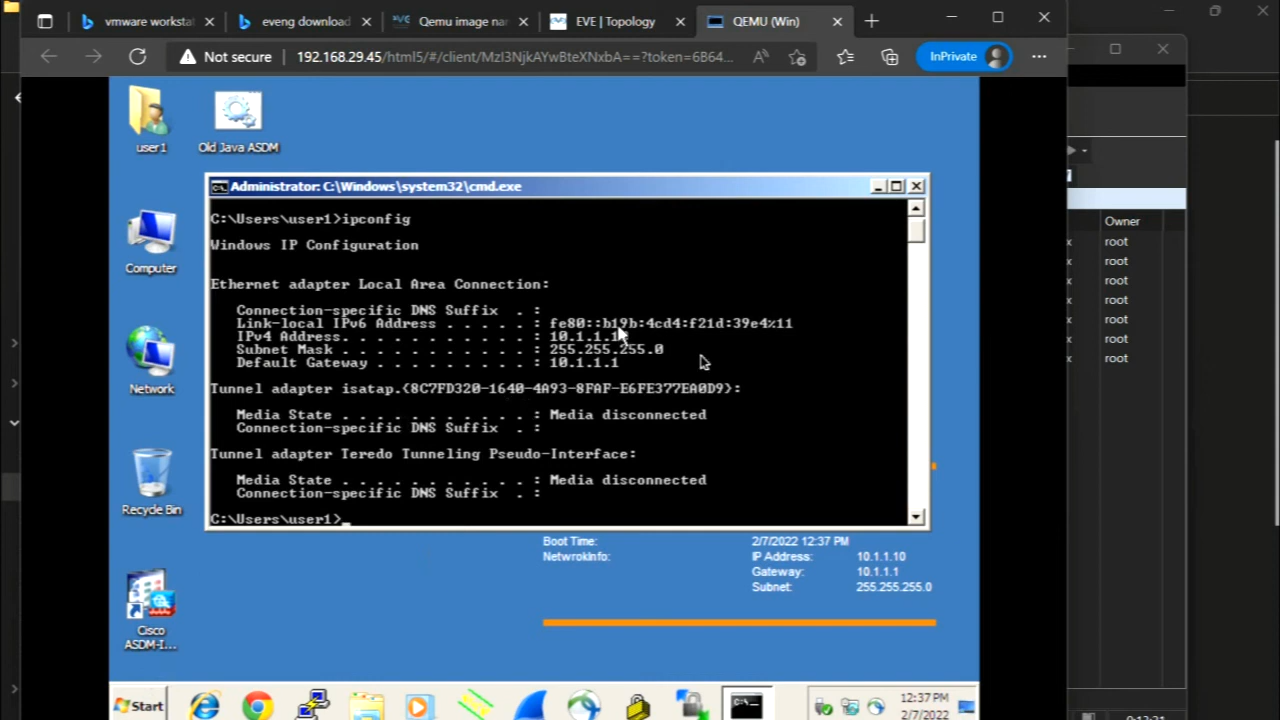 vmware workstat
eveng download
Qemu image na
EVE | Topology
QEMU (Win)
Not secure
192.168.29.45/html5/#/client/MzI3NjkAYwBteXNxbA==?token=6B64...
InPrivate
user1
Old Java ASDM
Computer
Network
Recycle Bin
Cisco
ASDM-I...
Administrator: C:\Windows\system32\cmd.exe
C:\Users\user1>ipconfig
Windows IP Configuration
Ethernet adapter Local Area Connection:
Connection-specific DNS Suffix . :
Link-local IPv6 Address . . . . . : fe80::b19b:4cd4:f21d:39e4%11
IPv4 Address. . . . . . . . . . . :
Subnet Mask . . . . . . . . . . . : 255.255.255.0
Default Gateway . . . . . . . . . : 10.1.1.1
Tunnel adapter isatap.{8C7FD320-1640-4A93-8FAF-E6FE377EA0D9}:
Media State . . . . . . . . . . . : Media disconnected
Connection-specific DNS Suffix . :
Tunnel adapter Teredo Tunneling Pseudo-Interface:
Media State . . . . . . . . . . . : Media disconnected
Connection-specific DNS Suffix . :
C:\Users\user1>_
Boot Time: 2/7/2022 12:37 PM
NetwrokInfo: IP Address: 10.1.1.10
Gateway: 10.1.1.1
Subnet: 255.255.255.0
Start
12:37 PM
2/7/2022
Owner
root
root
root
root
root
root
root